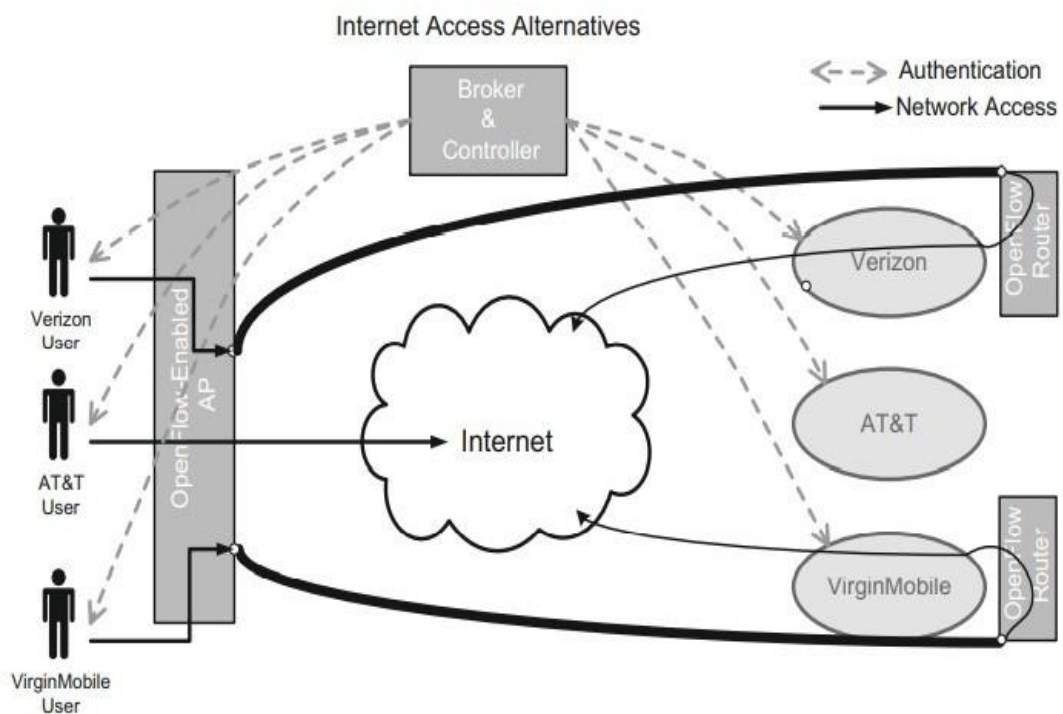 Internet Access Alternatives
Broker
&
Controller
Authentication
Network Access
OpenFlow-Enabled
AP
Verizon
User
AT&T
User
VirginMobile
User
Internet
Verizon
AT&T
VirginMobile
OpenFlow
Router
OpenFlow
Router